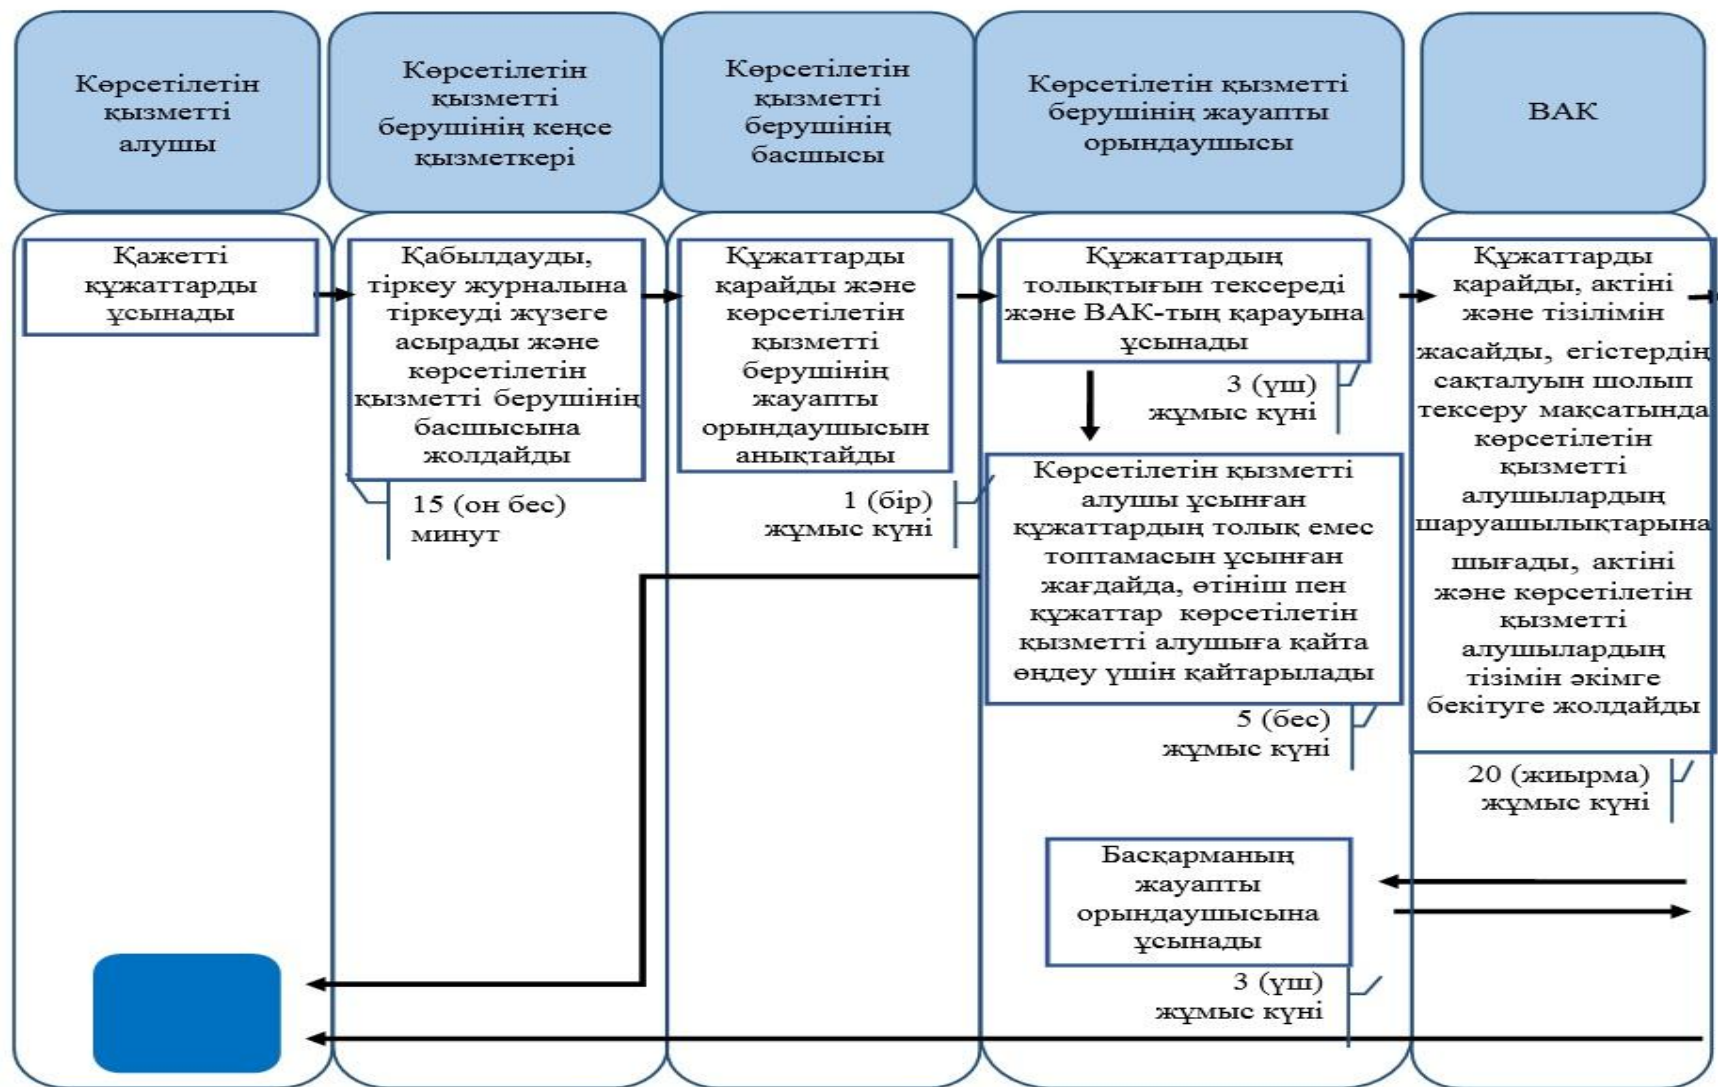 Көрсетілетін
қызметті
алушы
Көрсетілетін
қызметті
берушінің кеңсе
қызметкері
Көрсетілетін
қызметті
берушінің
басшысы
Көрсетілетін қызметті
берушінің жауапты
орындаушысы
ВАК
Қажетті
құжаттарды
ұсынады
Қабылдауды,
тіркеу журналына
тіркеуді жүзеге
асырады және
көрсетілетін
қызметті берушінің
басшысына
жолдайды
15 (он бес)
минут
Құжаттарды
қарайды және
көрсетілетін
қызметті
берушінің
жауапты
орындаушысын
анықтайды
1 (бір)
жұмыс күні
Құжаттардың
толықтығын тексереді
және ВАК-тың қарауына
ұсынады
3 (үш)
жұмыс күні
Көрсетілетін қызметті
алушы ұсынған
құжаттардың толық емес
топтамасын ұсынған
жағдайда, өтініш пен
құжаттар көрсетілетін
қызметті алушыға қайта
өңдеу үшін қайтарылады
5 (бес)
жұмыс күні
Басқарманың
жауапты
орындаушысына
ұсынады
3 (үш)
жұмыс күні
Құжаттарды
қарайды, актіні
және тізілімін
жасайды, егістердің
сақталуын шолып
тексеру мақсатында
көрсетілетін
қызметті
алушылардың
шаруашылықтарына
шығады, актіні
және көрсетілетін
қызметті
алушылардың
тізімін әкімге
бекітуге жолдайды
20 (жиырма)
жұмыс күні